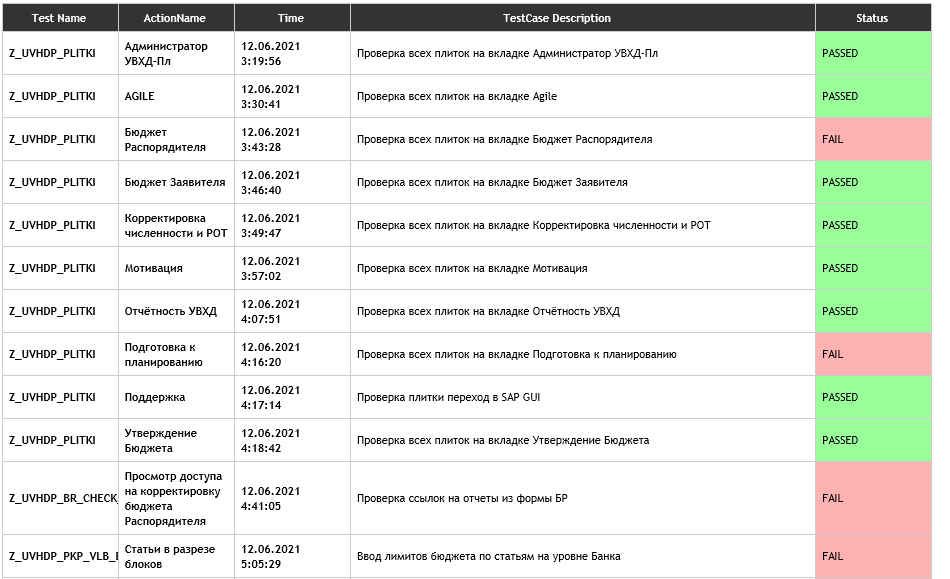 Test Name ActionName Time TestCase Description Status
Z_UVHDP_PLITKI Администратор УВХД-Пл 12.06.2021 3:19:56 Проверка всех плиток на вкладке Администратор УВХД-Пл PASSED
Z_UVHDP_PLITKI AGILE 12.06.2021 3:30:41 Проверка всех плиток на вкладке Agile PASSED
Z_UVHDP_PLITKI Бюджет Распорядителя 12.06.2021 3:43:28 Проверка всех плиток на вкладке Бюджет Распорядителя FAIL
Z_UVHDP_PLITKI Бюджет Заявителя 12.06.2021 3:46:40 Проверка всех плиток на вкладке Бюджет Заявителя PASSED
Z_UVHDP_PLITKI Корректировка численности и РОТ 12.06.2021 3:49:47 Проверка всех плиток на вкладке Корректировка численности и РОТ PASSED
Z_UVHDP_PLITKI Мотивация 12.06.2021 3:57:02 Проверка всех плиток на вкладке Мотивация PASSED
Z_UVHDP_PLITKI Отчётность УВХД 12.06.2021 4:07:51 Проверка всех плиток на вкладке Отчётность УВХД PASSED
Z_UVHDP_PLITKI Подготовка к планированию 12.06.2021 4:16:20 Проверка всех плиток на вкладке Подготовка к планированию FAIL
Z_UVHDP_PLITKI Поддержка 12.06.2021 4:17:14 Проверка плитки переход в SAP GUI PASSED
Z_UVHDP_PLITKI Утверждение Бюджета 12.06.2021 4:18:42 Проверка всех плиток на вкладке Утверждение Бюджета PASSED
Z_UVHDP_BR_CHECK_ Просмотр доступа на корректировку бюджета Распорядителя 12.06.2021 4:41:05 Проверка ссылок на отчеты из формы БР FAIL
Z_UVHDP_PKP_VLB_ Статьи в разрезе блоков 12.06.2021 5:05:29 Ввод лимитов бюджета по статьям на уровне Банка FAIL